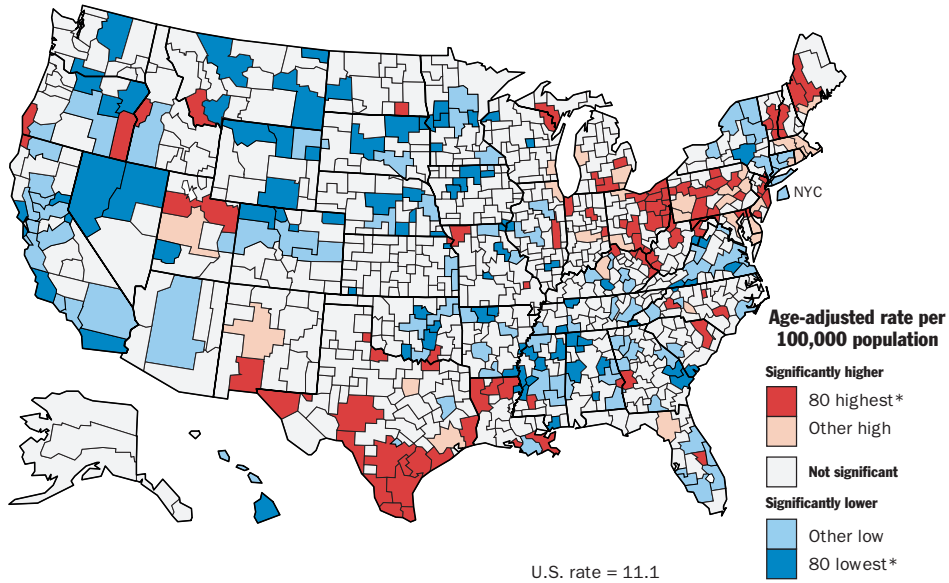 NYC
Age-adjusted rate per
100,000 population
Significantly higher
80 highest*
Other high
Not significant
Significantly lower
Other low
80 lowest*
U.S. rate = 11.1